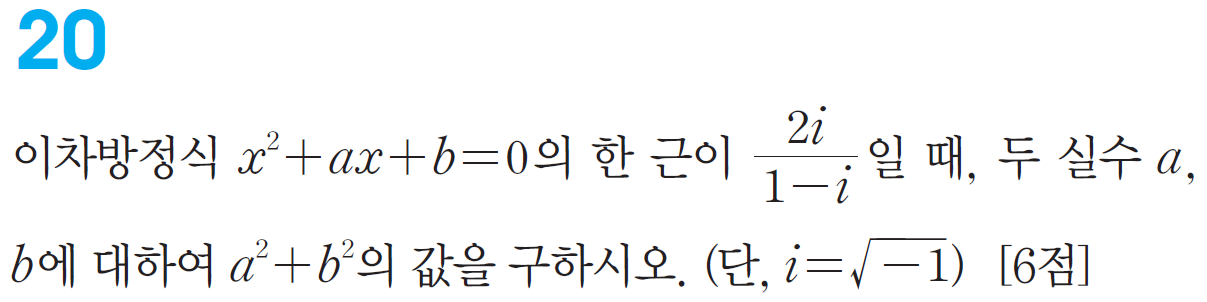 20
이차방정식 x²+ax+b=0의 한 근이 \frac{2i}{1-i}일 때, 두 실수 a,
b에 대하여 a²+b²의 값을 구하시오. (단, i=√-1) [6점]